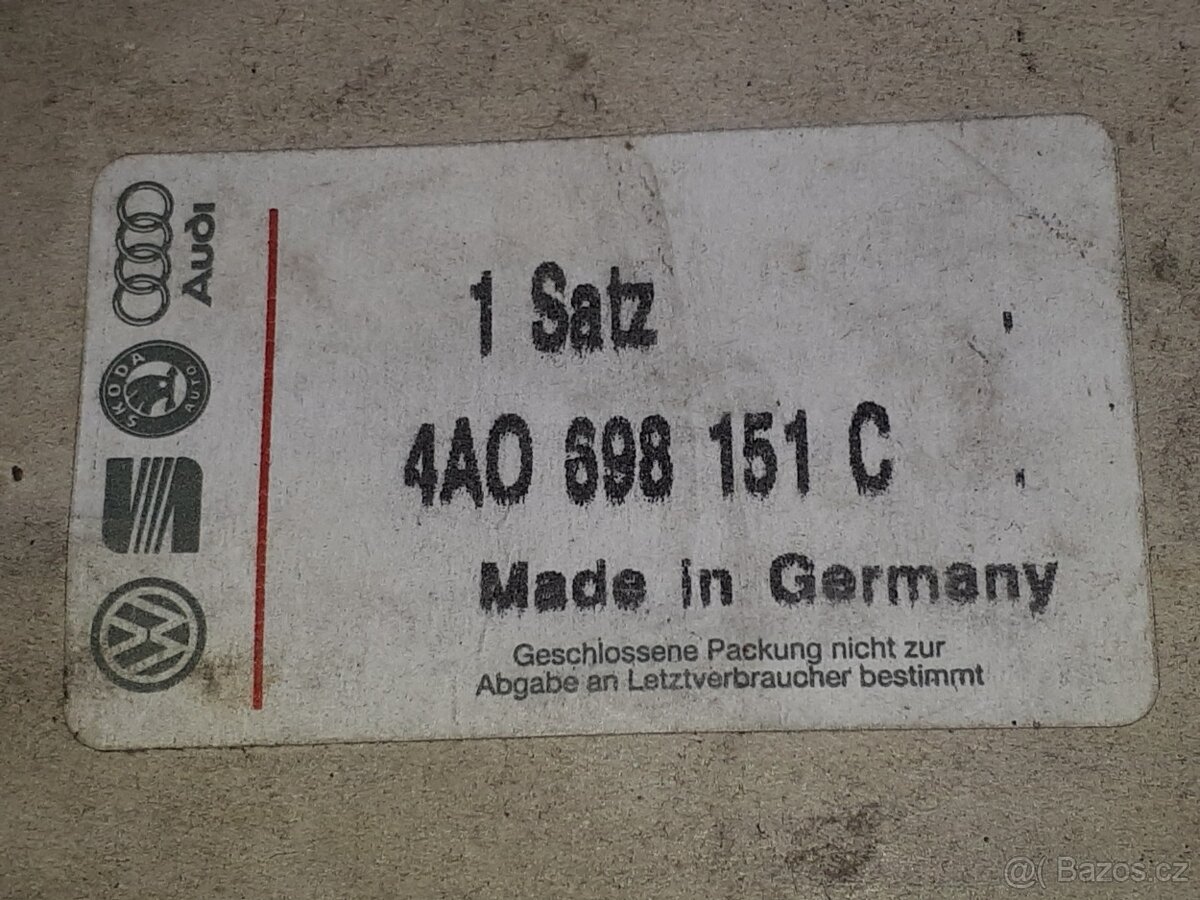 Audi
SKODA
AUTO
1 Satz
4A0 698 151 C
Made in Germany
Geschlossene Packung nicht zur
Abgabe an Letztverbraucher bestimmt
@( Bazos.cz